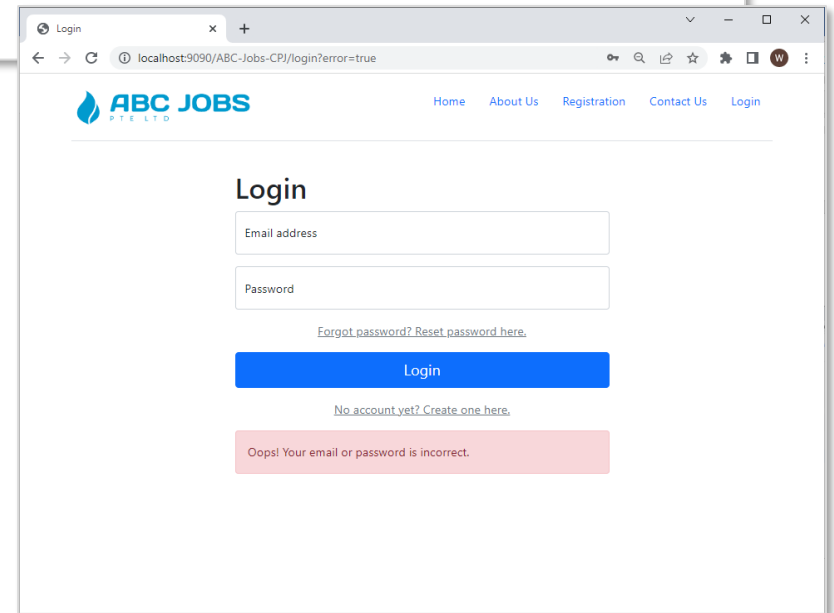 Login
localhost:9090/ABC-Jobs-CPJ/login?error=true
W
ABC JOBS
PTE LTD
Home About Us Registration Contact Us Login
Login
Email address
Password
Forgot password? Reset password here.
Login
No account yet? Create one here.
Oops! Your email or password is incorrect.